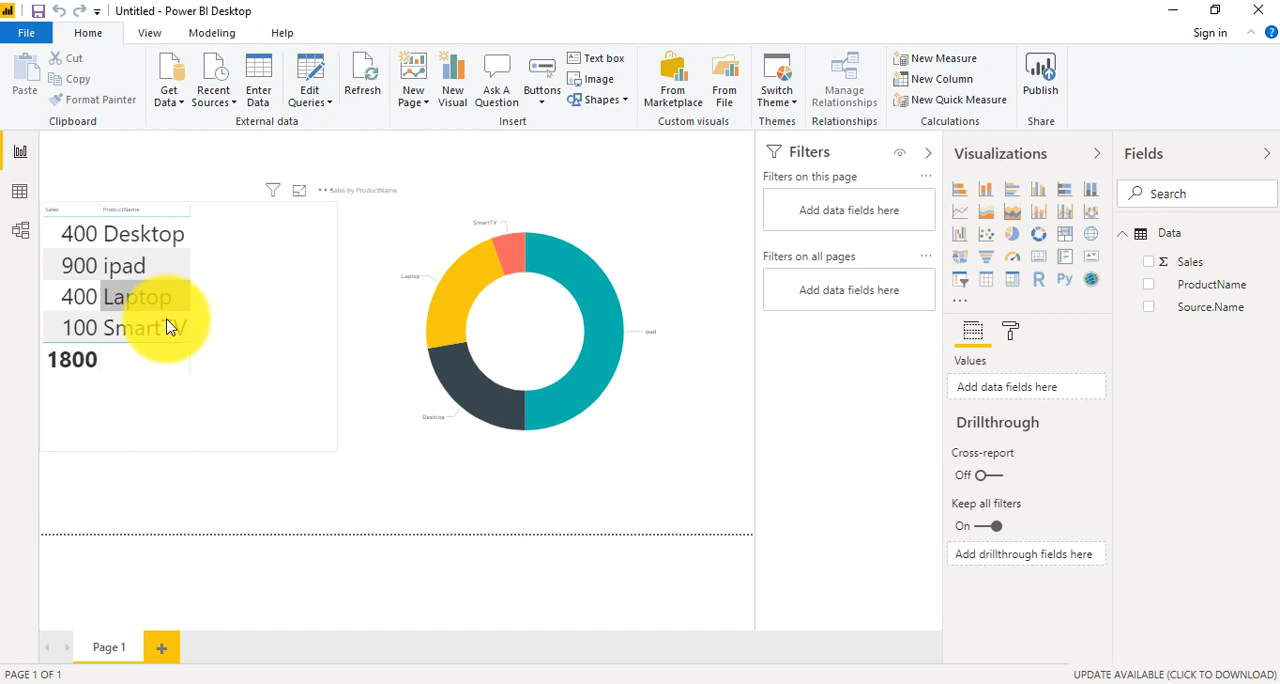 Untitled - Power BI Desktop
File Home View Modeling Help Sign in
Paste Cut Copy Format Painter
Get Data Recent Sources Enter Data Edit Queries Refresh
New Page New Visual Ask A Question Buttons Text box Image Shapes
From Marketplace From File Switch Theme Manage Relationships
New Measure New Column New Quick Measure Publish
Clipboard External data Insert Custom visuals Themes Relationships Calculations Share
Sales by ProductName
Sales ProductName
400 Desktop
900 ipad
400 Laptop
100 SmartTV
1800
SmartTV
Laptop
ipad
Desktop
Filters
Filters on this page
Add data fields here
Filters on all pages
Add data fields here
Visualizations
R Py
Values
Add data fields here
Drillthrough
Cross-report
Off
Keep all filters
On
Add drillthrough fields here
Fields
Search
Data
Σ Sales
ProductName
Source.Name
Page 1 +
PAGE 1 OF 1
UPDATE AVAILABLE (CLICK TO DOWNLOAD)